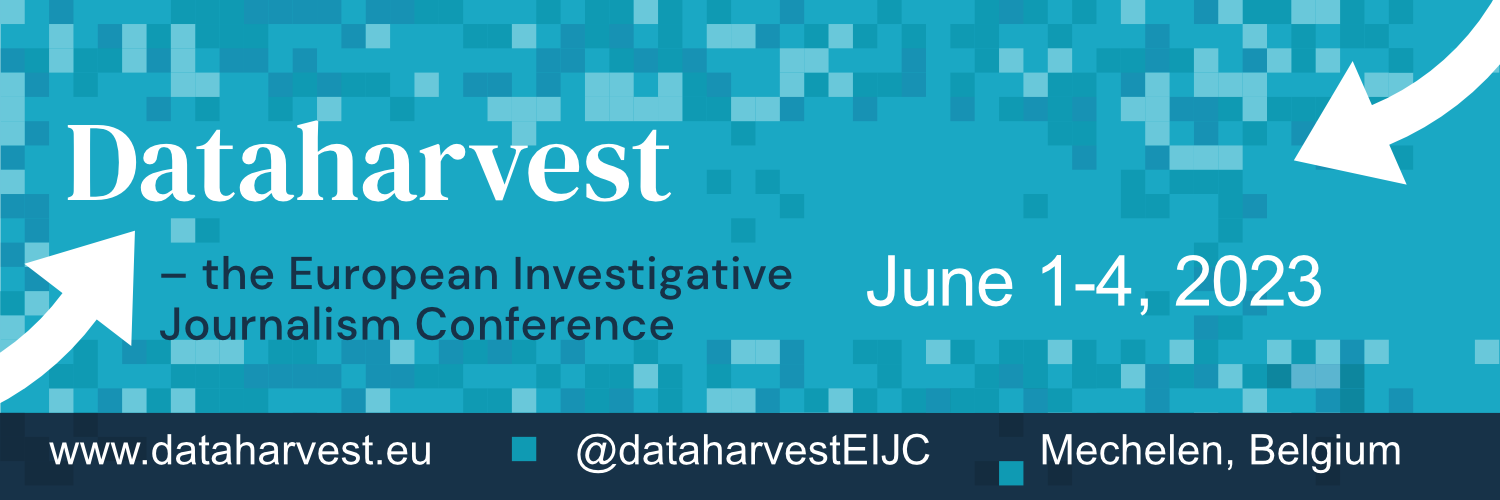 Dataharvest
– the European Investigative
Journalism Conference
June 1-4, 2023
www.dataharvest.eu
@dataharvestEIJC
Mechelen, Belgium